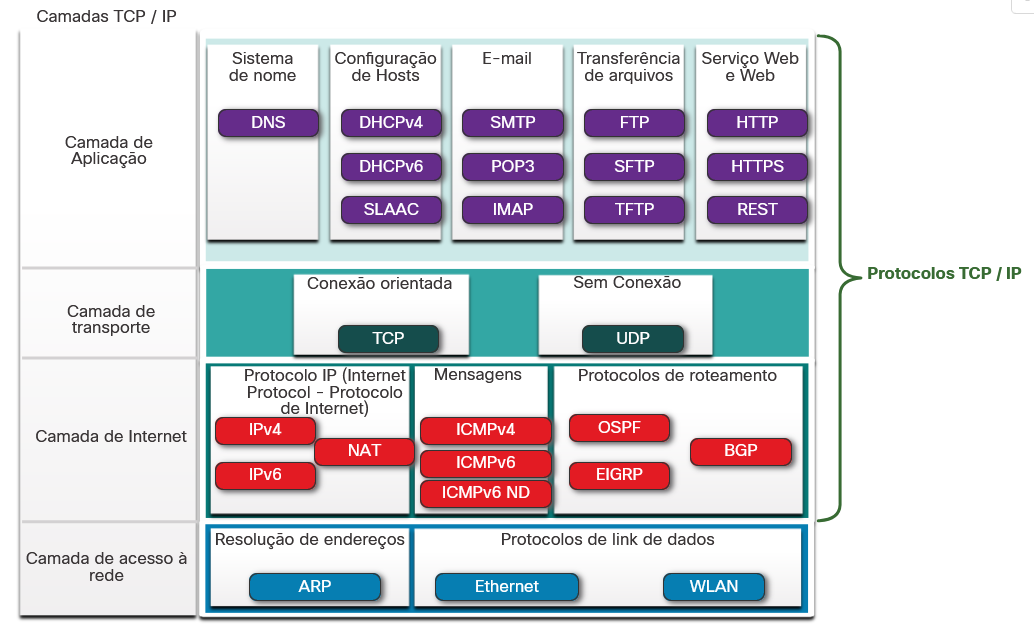 Camadas TCP / IP
Camada de
Aplicação
Sistema
de nome
DNS
Configuração
de Hosts
DHCPv4
DHCPv6
SLAAC
E-mail
SMTP
POP3
IMAP
Transferência
de arquivos
FTP
SFTP
TFTP
Serviço Web
e Web
HTTP
HTTPS
REST
Protocolos TCP / IP
Camada de
transporte
Conexão orientada
TCP
Sem Conexão
UDP
Camada de Internet
Protocolo IP (Internet
Protocol - Protocolo
de Internet)
IPv4
NAT
IPv6
Mensagens
ICMPv4
ICMPv6
ICMPv6 ND
Protocolos de roteamento
OSPF
BGP
EIGRP
Camada de acesso à
rede
Resolução de endereços
ARP
Protocolos de link de dados
Ethernet
WLAN